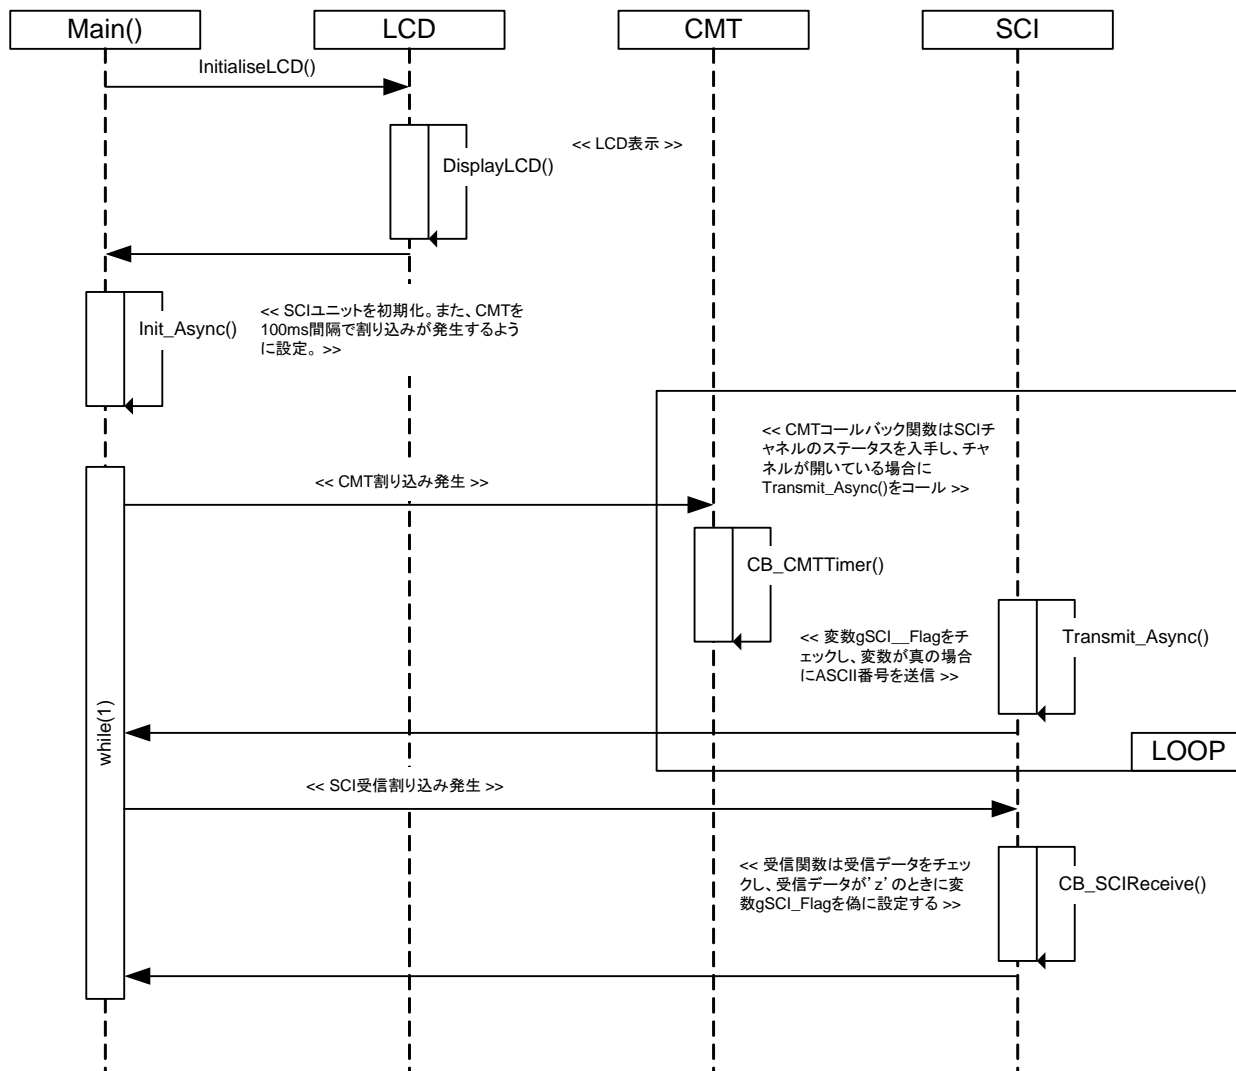 Main()
LCD
CMT
SCI
InitialiseLCD()
<< LCD表示 >>
DisplayLCD()
Init_Async()
<< SCIユニットを初期化。また、CMTを
100ms間隔で割り込みが発生するよう
に設定。 >>
<< CMTコールバック関数はSCIチ
ャネルのステータスを入手し、チャ
ネルが開いている場合に
Transmit_Async()をコール >>
<< CMT割り込み発生 >>
CB_CMTTimer()
<< 変数gSCI__Flagをチ
ェックし、変数が真の場合
にASCII番号を送信 >>
Transmit_Async()
while(1)
LOOP
<< SCI受信割り込み発生 >>
<< 受信関数は受信データをチェッ
クし、受信データが' z' のときに変
数gSCI_Flagを偽に設定する >>
CB_SCIReceive()